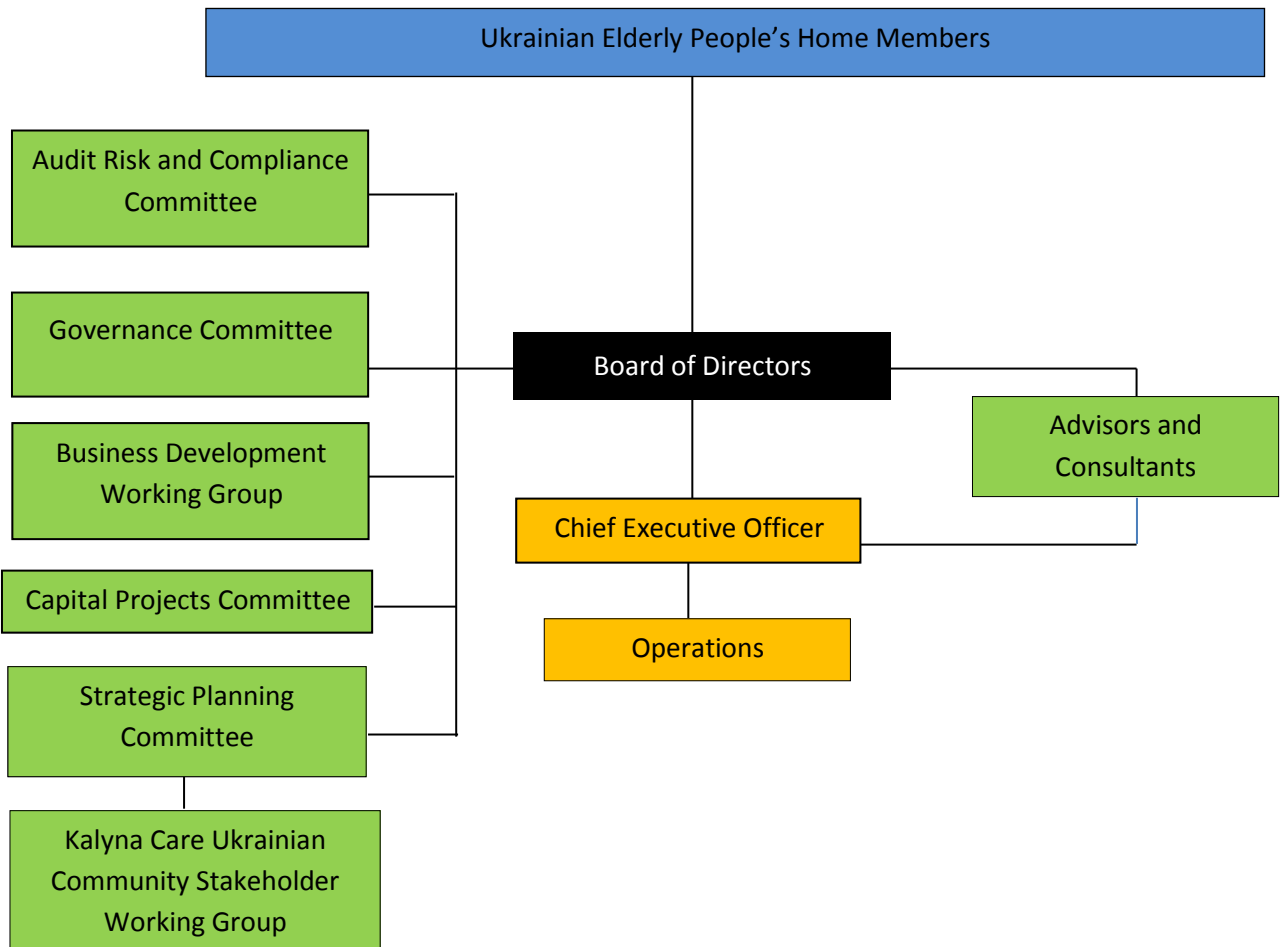 Ukrainian Elderly People’s Home Members
Audit Risk and Compliance
Committee
Governance Committee
Board of Directors
Business Development
Working Group
Advisors and
Consultants
Chief Executive Officer
Capital Projects Committee
Operations
Strategic Planning
Committee
Kalyna Care Ukrainian
Community Stakeholder
Working Group